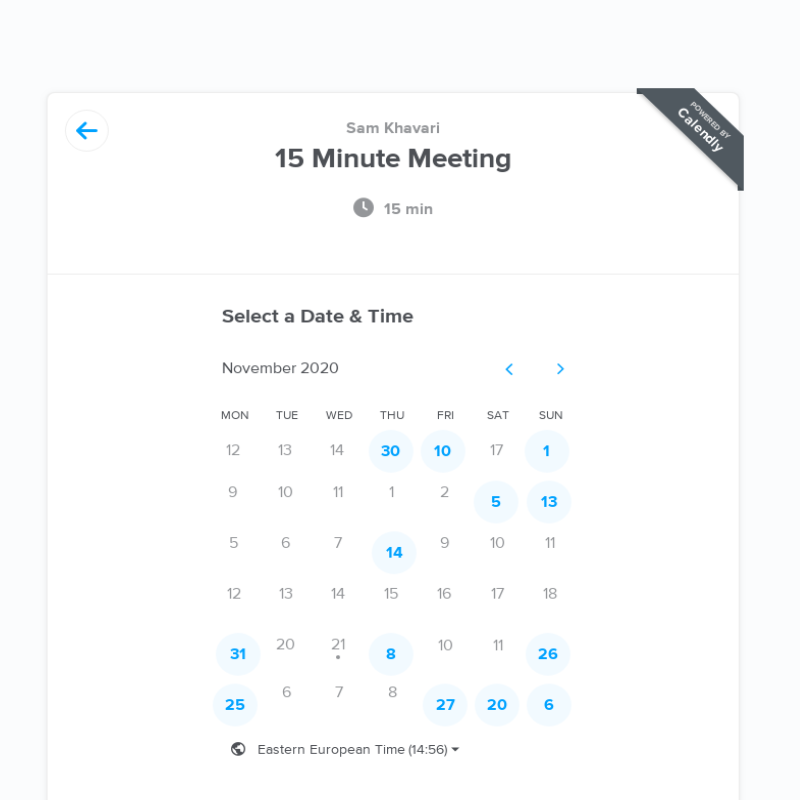 POWERED BY
Calendly
Sam Khavari
15 Minute Meeting
15 min
Select a Date & Time
November 2020
MON TUE WED THU FRI SAT SUN
12 13 14 30 10 17 1
9 10 11 1 2 5 13
5 6 7 14 9 10 11
12 13 14 15 16 17 18
31 20 21 8 10 11 26
25 6 7 8 27 20 6
Eastern European Time (14:56)